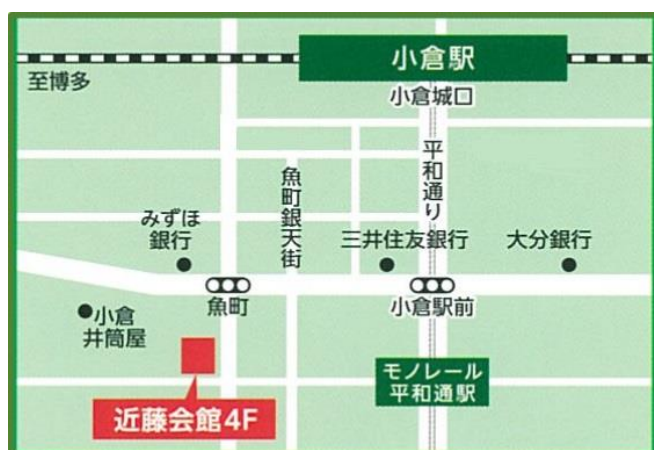 小倉駅
至博多
小倉城口
平和通り
魚町銀天街
みずほ
銀行
三井住友銀行
大分銀行
魚町
小倉駅前
小倉
井筒屋
モノレール
平和通駅
近藤会館4F